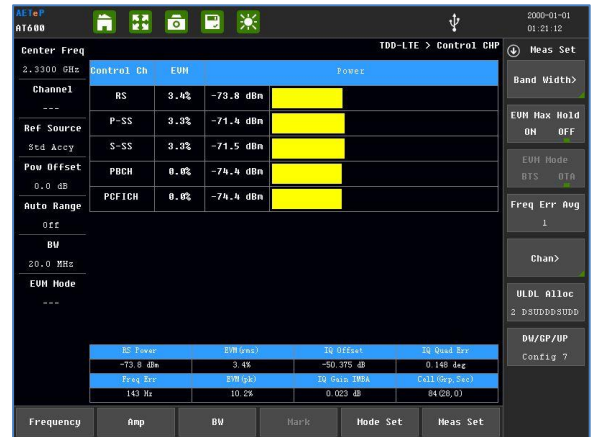 AETeP
AT600
2000-01-01
01:21:12
Center Freq
2.3300 GHz
Channel
---
Ref Source
Std Accy
Pow Offset
0.0 dB
Auto Range
Off
BW
20.0 MHz
EVM Mode
---
TDD-LTE > Control CHP
Control Ch EVM Power
RS 3.4% -73.8 dBm
P-SS 3.3% -71.4 dBm
S-SS 3.3% -71.5 dBm
PBCH 0.0% -74.4 dBm
PCFICH 0.0% -74.4 dBm
RS Power EVM(rms) IQ Offset IQ Quad Err
-73.8 dBm 3.4% -50.375 dB 0.148 deg
Freq Err EVM(pk) IQ Gain IMBA Cell(Grp,Sec)
143 Hz 10.2% 0.023 dB 84(28,0)
Meas Set
Band Width>
EVM Max Hold
ON OFF
EVM Mode
BTS OTA
Freq Err Avg
1
Chan>
ULDL Alloc
2 DSUDDDSUDD
DW/GP/UP
Config 7
Frequency Amp BW Mark Mode Set Meas Set